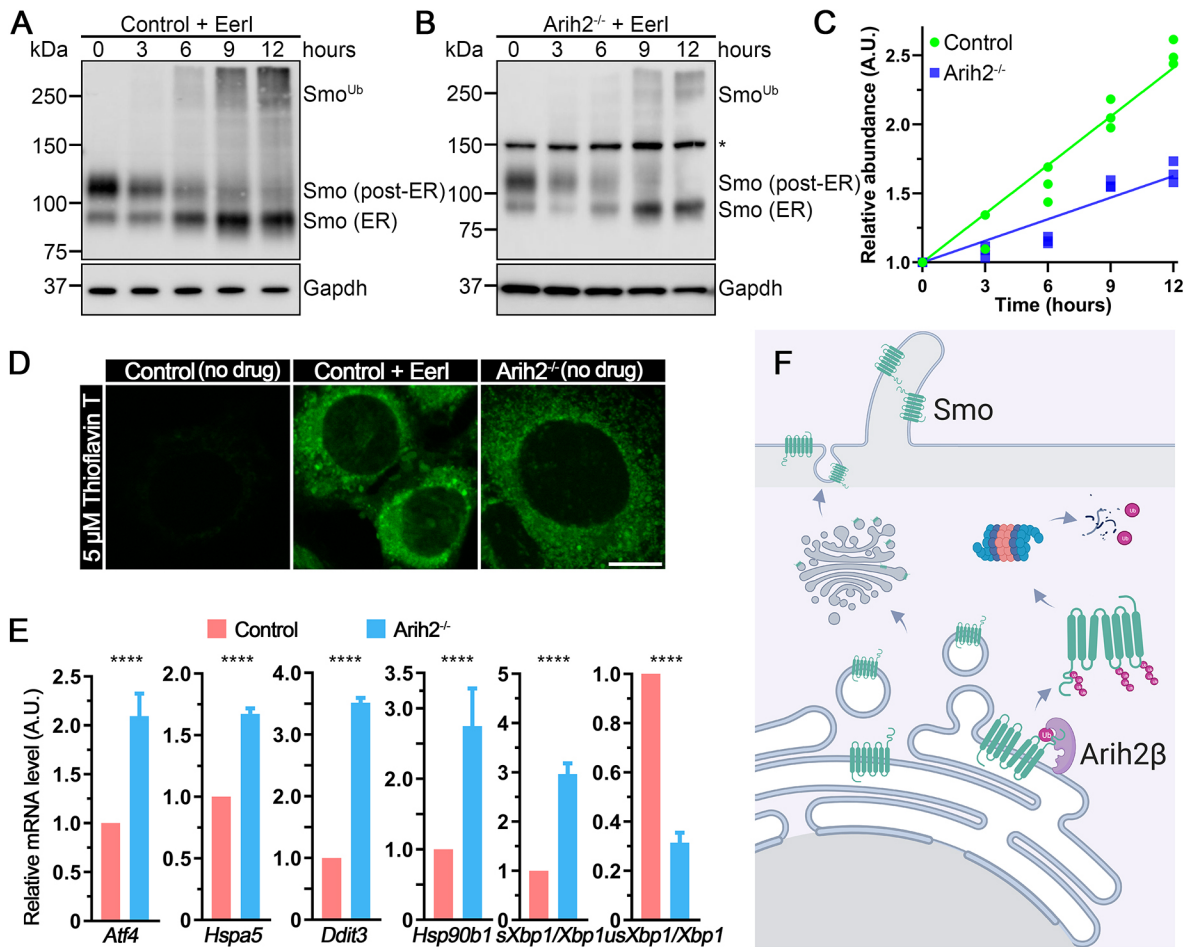 A
Control + EerI
kDa
0 3 6 9 12 hours
250
150
100
75
37
Smo^Ub
Smo (post-ER)
Smo (ER)
Gapdh
B
Arih2-/- + EerI
kDa
0 3 6 9 12 hours
250
150
100
75
37
Smo^Ub
*
Smo (post-ER)
Smo (ER)
Gapdh
C
Relative abundance (A.U.)
2.5
2.0
1.5
1.0
Control
Arih2-/-
0 3 6 9 12
Time (hours)
D
5 μM Thioflavin T
Control (no drug)
Control + EerI
Arih2-/- (no drug)
E
Control
Arih2-/-
Relative mRNA level (A.U.)
****
2.5
2.0
1.5
1.0
0.5
0
Atf4
****
2.0
1.5
1.0
0.5
0
Hspa5
****
4.0
3.0
2.0
1.0
0
Ddit3
****
3.5
3.0
2.0
1.0
0
Hsp90b1
****
5
4
3
2
1
0
sXbp1/Xbp1
****
1.0
0.8
0.6
0.4
0.2
0
usXbp1/Xbp1
F
Smo
Ub
Ub
Ub
Arih2β